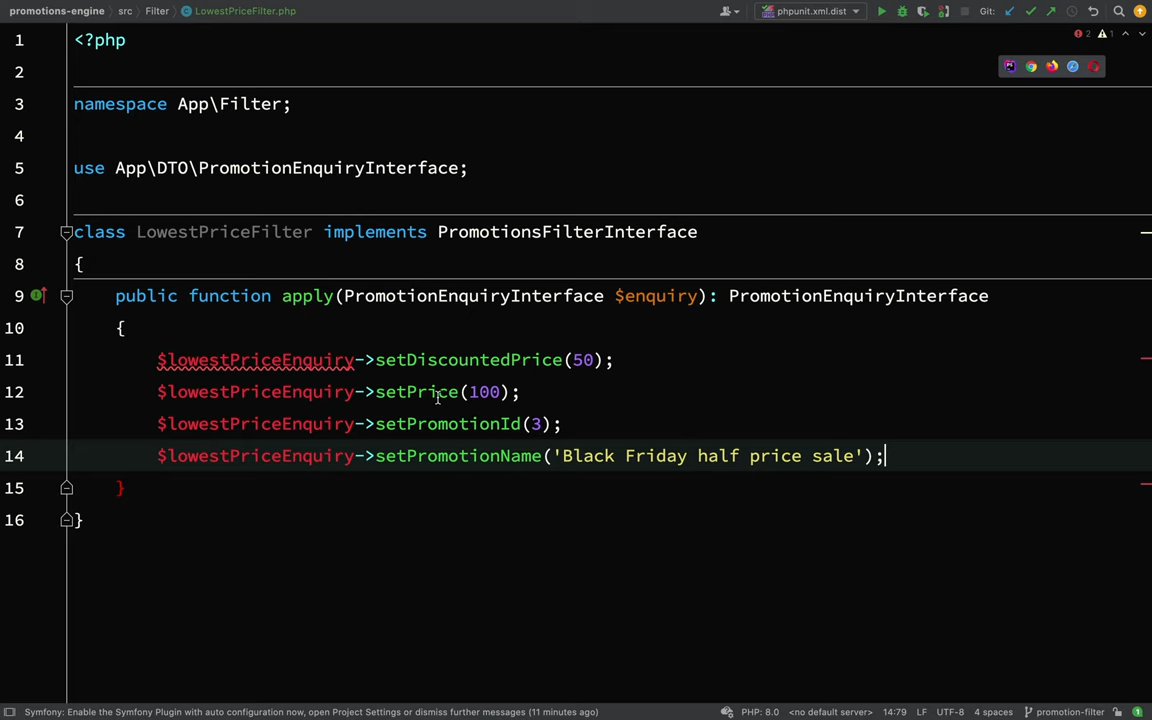 promotions-engine src Filter LowestPriceFilter.php phpunit.xml.dist Git:
1 <?php 2 1
2
3 namespace App\Filter;
4
5 use App\DTO\PromotionEnquiryInterface;
6
7 class LowestPriceFilter implements PromotionsFilterInterface
8 {
9 public function apply(PromotionEnquiryInterface $enquiry): PromotionEnquiryInterface
10 {
11 $lowestPriceEnquiry->setDiscountedPrice(50);
12 $lowestPriceEnquiry->setPrice(100);
13 $lowestPriceEnquiry->setPromotionId(3);
14 $lowestPriceEnquiry->setPromotionName('Black Friday half price sale');
15 }
16 }
Symfony: Enable the Symfony Plugin with auto configuration now, open Project Settings or dismiss further messages (11 minutes ago) PHP: 8.0 <no default server> 14:79 LF UTF-8 4 spaces promotion-filter 1